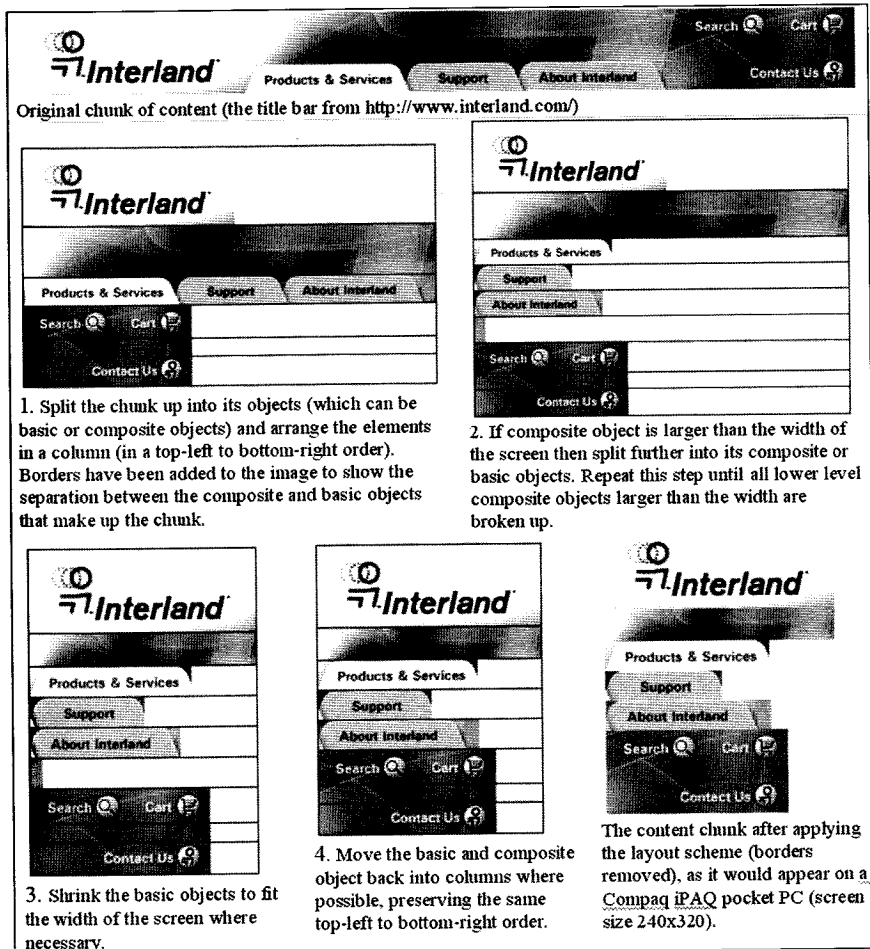 Interland
Search Cart
Products & Services Support About Interland Contact Us
Original chunk of content (the title bar from http://www.interland.com/)
Interland
Products & Services Support About Interland
Search Cart
Contact Us
1. Split the chunk up into its objects (which can be
basic or composite objects) and arrange the elements
in a column (in a top-left to bottom-right order).
Borders have been added to the image to show the
separation between the composite and basic objects
that make up the chunk.
Interland
Products & Services
Support
About Interland
Search Cart
Contact Us
2. If composite object is larger than the width of
the screen then split further into its composite or
basic objects. Repeat this step until all lower level
composite objects larger than the width are
broken up.
Interland
Products & Services
Support
About Interland
Search Cart
Contact Us
3. Shrink the basic objects to fit
the width of the screen where
necessary.
Interland
Products & Services
Support
About Interland
Search Cart
Contact Us
4. Move the basic and composite
object back into columns where
possible, preserving the same
top-left to bottom-right order.
Interland
Products & Services
Support
About Interland
Search Cart
Contact Us
The content chunk after applying
the layout scheme (borders
removed), as it would appear on a
Compaq iPAQ pocket PC (screen
size 240x320).